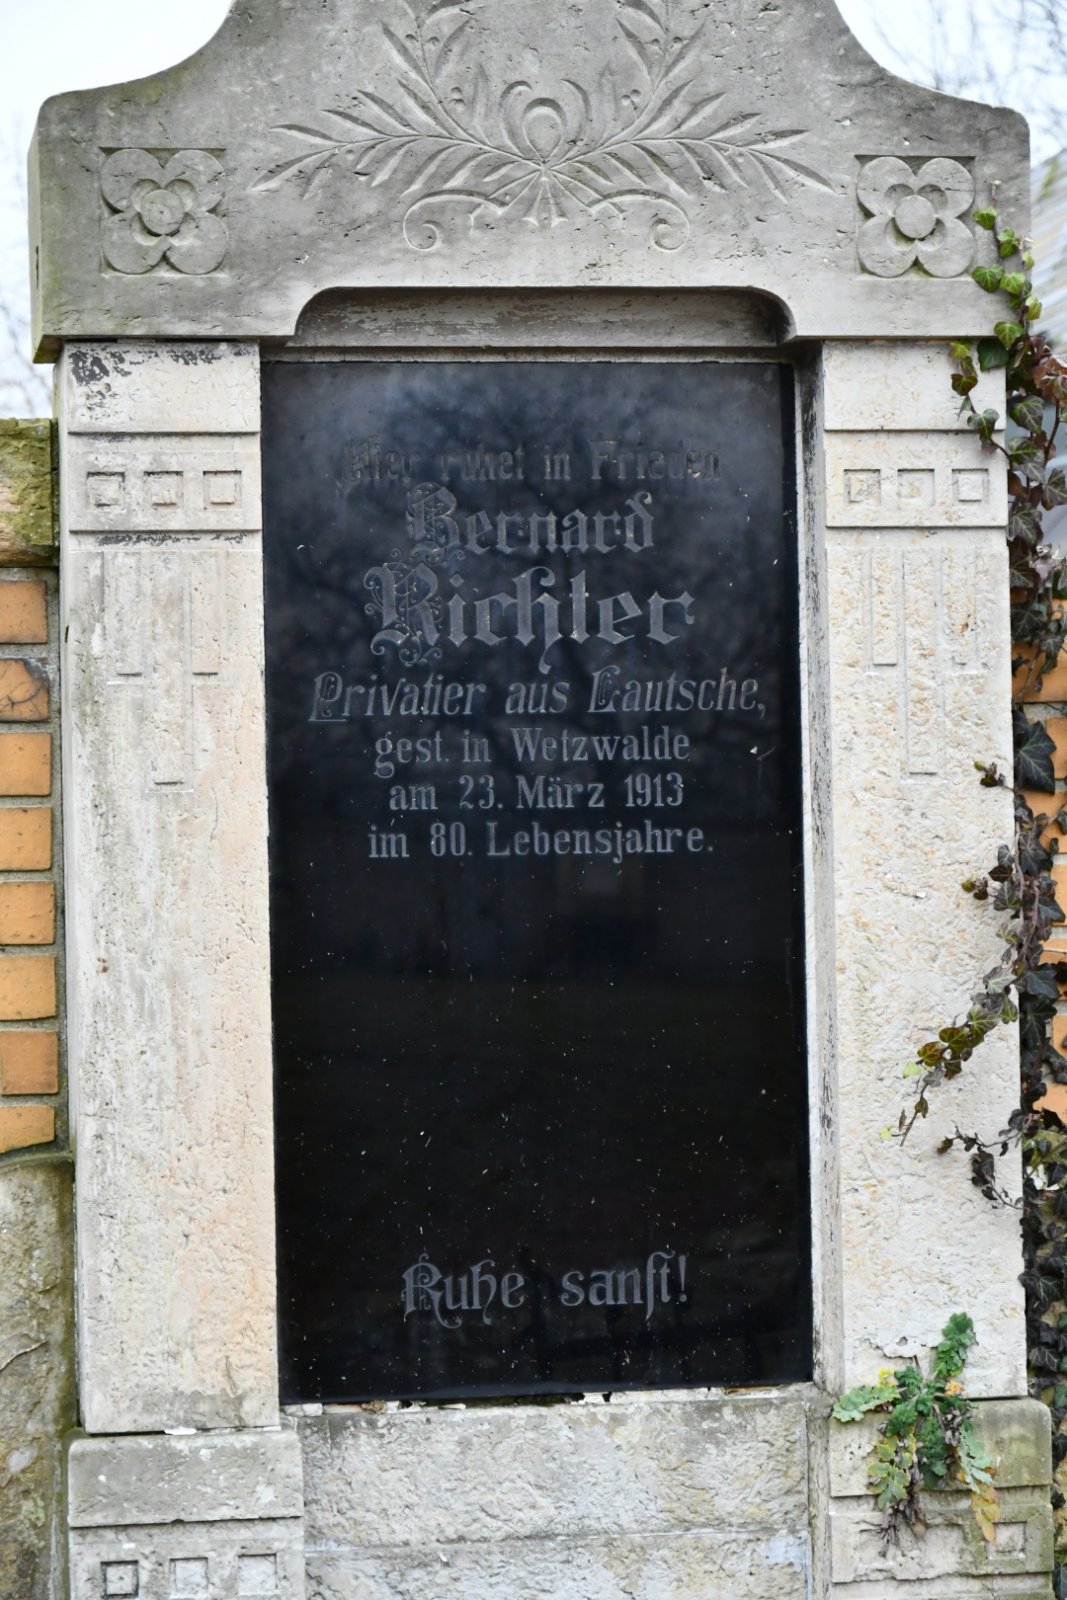 Hier ruhet in Frieden
Bernard
Richter
Privatier aus Lautsche,
gest. in Wetzwalde
am 23. März 1913
im 80. Lebensjahre.
Ruhe sanft!